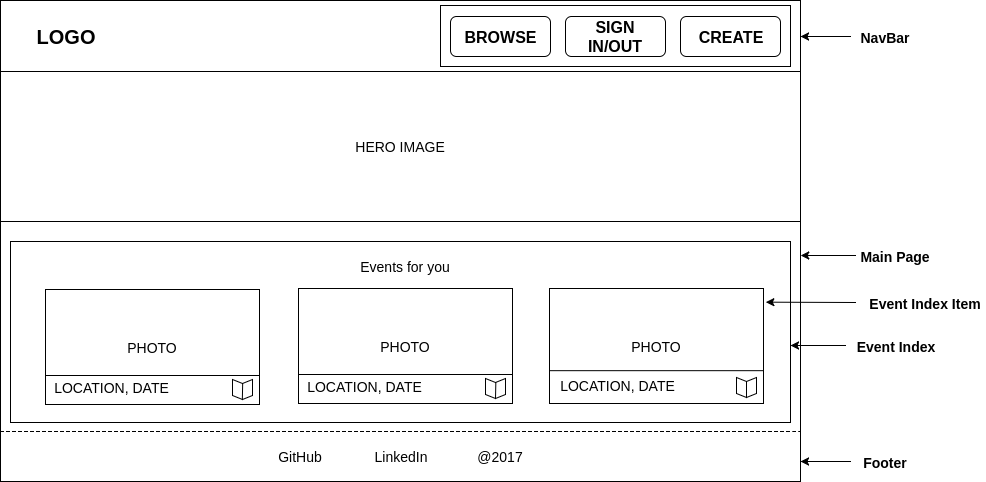 LOGO
BROWSE
SIGN
IN/OUT
CREATE
NavBar
HERO IMAGE
Main Page
Events for you
Event Index Item
PHOTO
PHOTO
PHOTO
Event Index
LOCATION, DATE
LOCATION, DATE
LOCATION, DATE
GitHub
LinkedIn
@2017
Footer